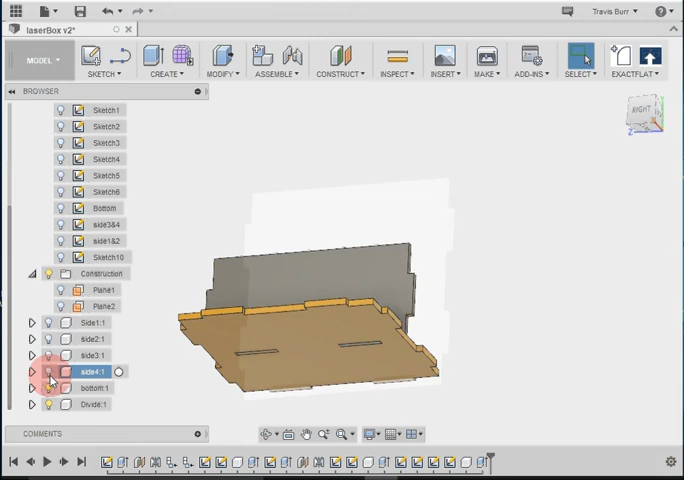 Travis Burr
laserBox v2*
MODEL
SKETCH
CREATE
MODIFY
ASSEMBLE
CONSTRUCT
INSPECT
INSERT
MAKE
ADD-INS
SELECT
EXACTFLAT
BROWSER
RIGHT
Z
Sketch1
Sketch2
Sketch3
Sketch4
Sketch5
Sketch6
Bottom
side3&4
side1&2
Sketch10
Construction
Plane1
Plane2
Side1:1
side2:1
side3:1
side4:1
bottom:1
Divide:1
COMMENTS